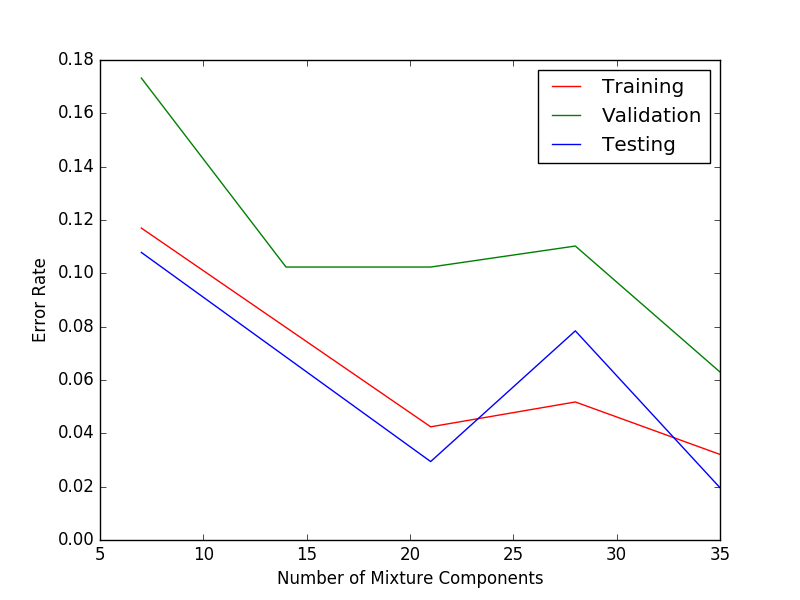 0.18
0.16
0.14
0.12
0.10
0.08
0.06
0.04
0.02
0.00
Error Rate
5 10 15 20 25 30 35
Number of Mixture Components
Training
Validation
Testing